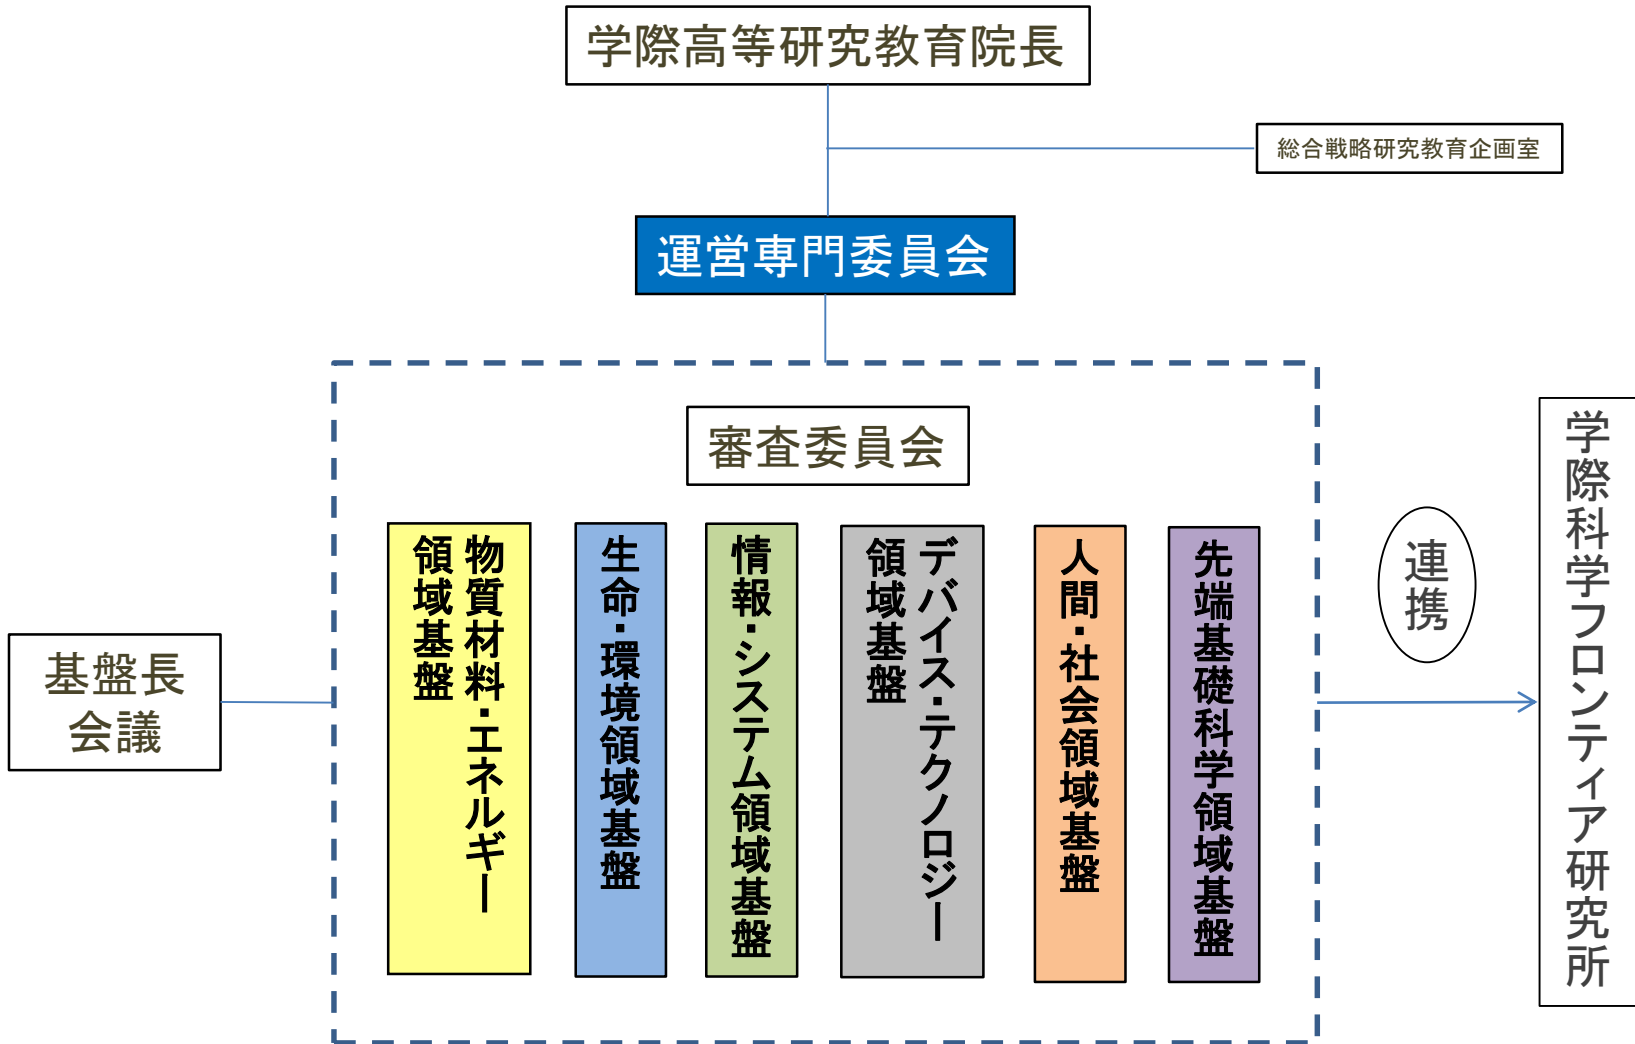 学際高等研究教育院長
総合戦略研究教育企画室
運営専門委員会
審査委員会
物質材料・エネルギー
領域基盤
生命・環境領域基盤
情報・システム領域基盤
デバイス・テクノロジー
領域基盤
人間・社会領域基盤
先端基礎科学領域基盤
基盤長
会議
連携
学際科学フロンティア研究所